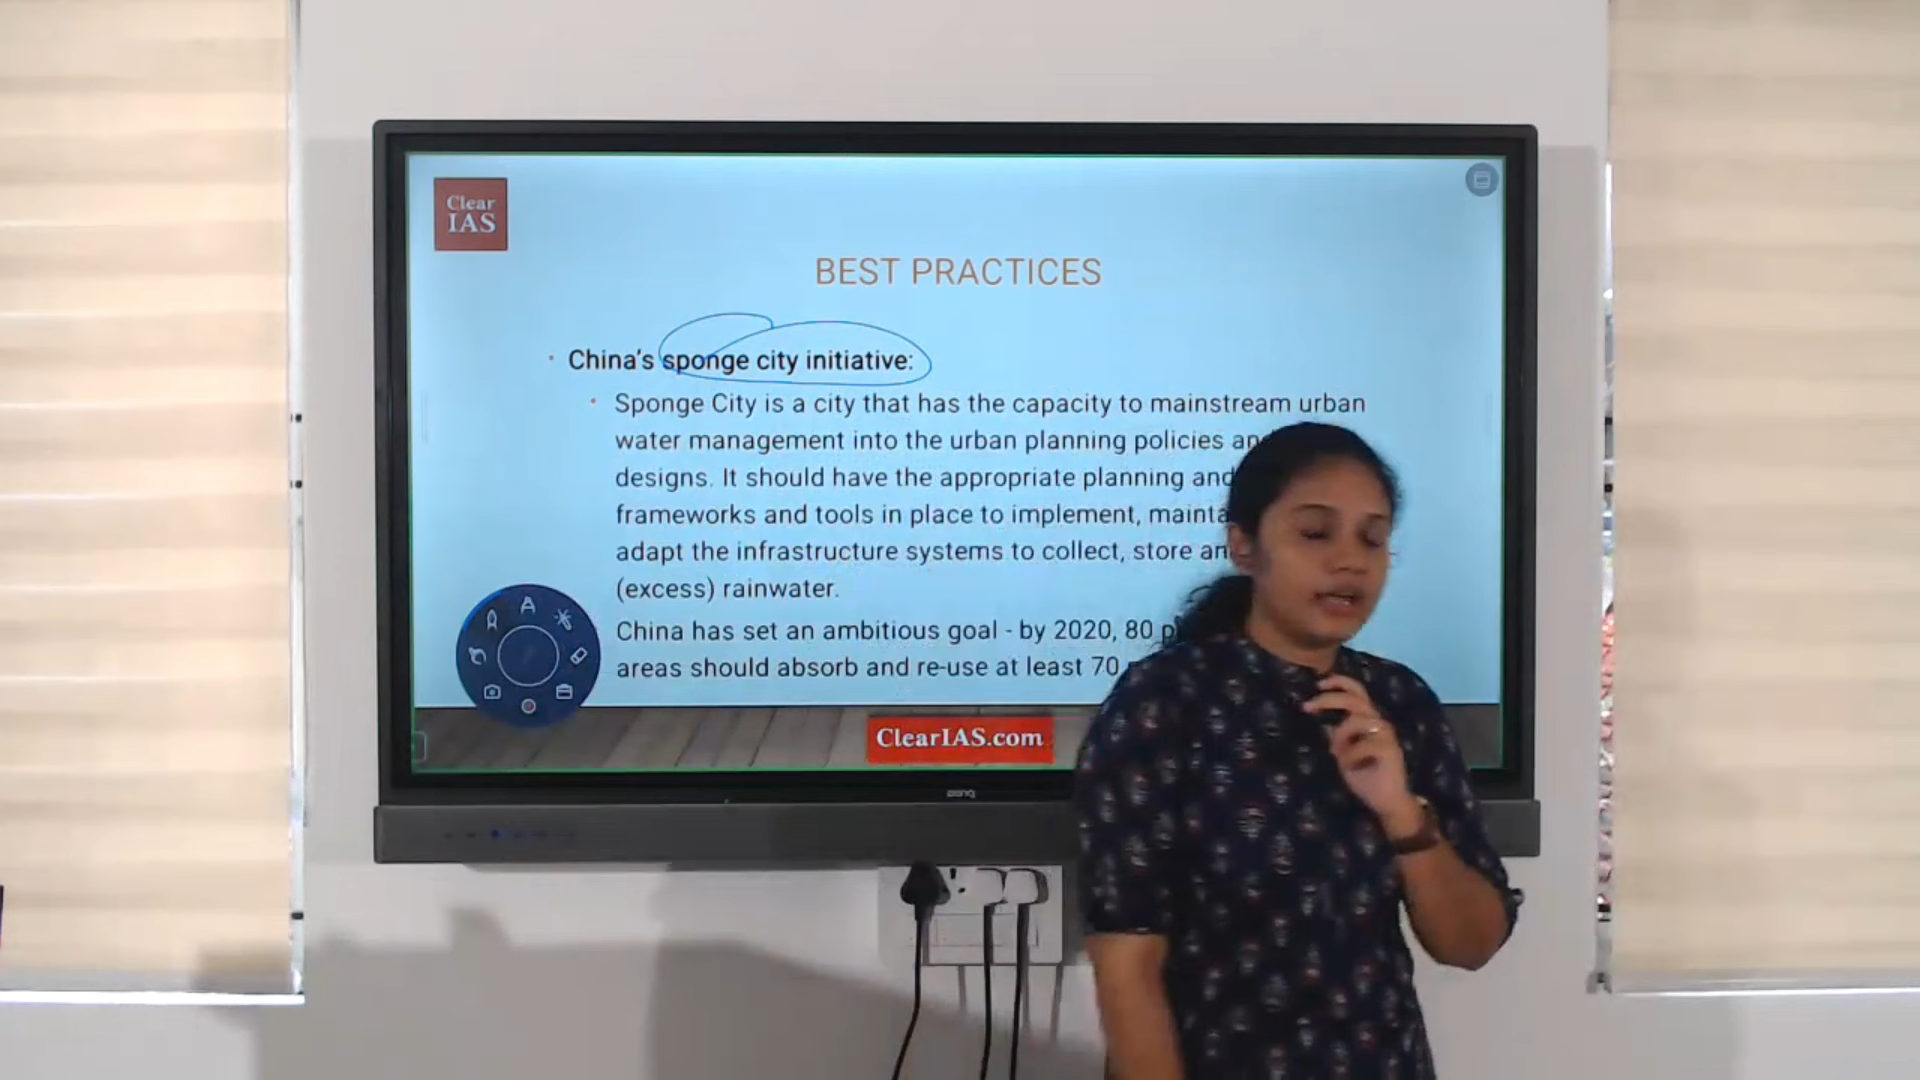 Clear
IAS
BEST PRACTICES
China's sponge city initiative:
Sponge City is a city that has the capacity to mainstream urban
water management into the urban planning policies
designs. It should have the appropriate planning and
frameworks and tools in place to implement,
adapt the infrastructure systems to collect, store
(excess) rainwater.
China has set an ambitious goal - by 2020, 80
areas should absorb and re-use at least 70
ClearIAS.com
BenQ